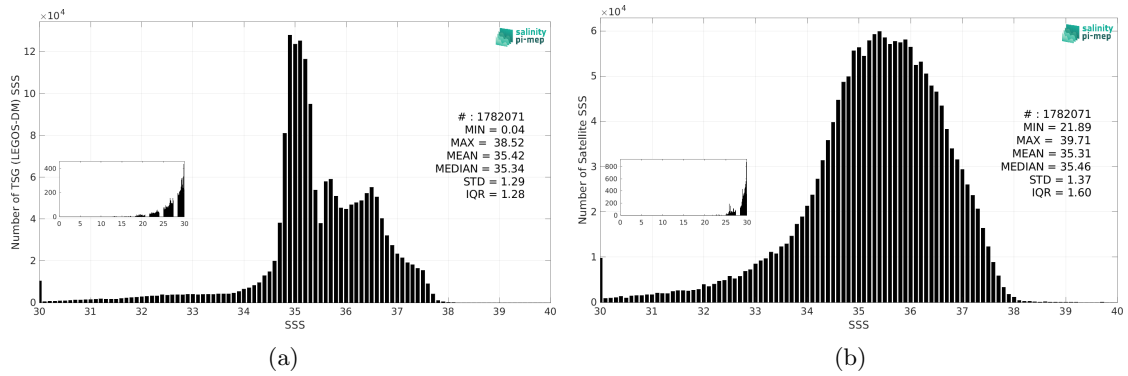 ×10⁴
12
10
8
6
4
2
0
30 31 32 33 34 35 36 37 38 39 40
SSS
Number of TSG (LEGOS-DM) SSS
salinity
pi-mep
# : 1782071
MIN = 0.04
MAX = 38.52
MEAN = 35.42
MEDIAN = 35.34
STD = 1.29
IQR = 1.28
400
200
0
0 5 10 15 20 25 30
(a)
×10⁴
6
5
4
3
2
1
0
30 31 32 33 34 35 36 37 38 39 40
SSS
Number of Satellite SSS
salinity
pi-mep
# : 1782071
MIN = 21.89
MAX = 39.71
MEAN = 35.31
MEDIAN = 35.46
STD = 1.37
IQR = 1.60
800
600
400
200
0
0 5 10 15 20 25 30
(b)